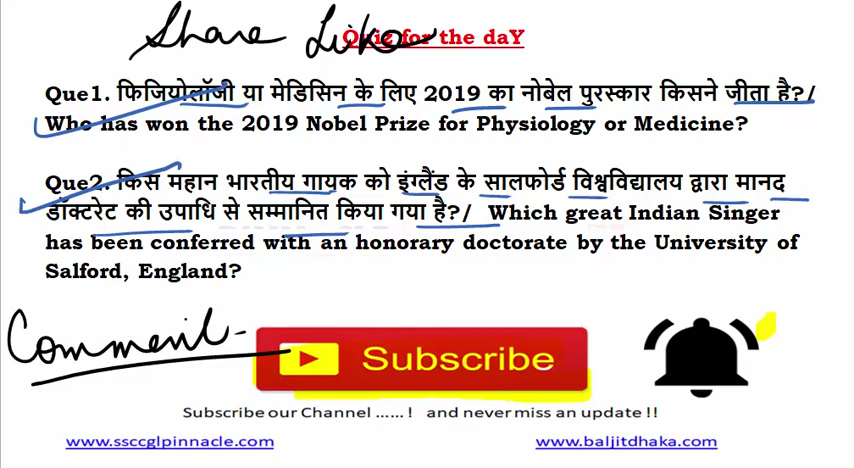 Share Like
Quiz for the daY
Que1. फिजियोलॉजी या मेडिसिन के लिए 2019 का नोबेल पुरस्कार किसने जीता है?/
Who has won the 2019 Nobel Prize for Physiology or Medicine?
Que2. किस महान भारतीय गायक को इंग्लैंड के सालफोर्ड विश्वविद्यालय द्वारा मानद
डॉक्टरेट की उपाधि से सम्मानित किया गया है?/ Which great Indian Singer
has been conferred with an honorary doctorate by the University of
Salford, England?
Comment
Subscribe
Subscribe our Channel ...... ! and never miss an update !!
www.ssccglpinnacle.com www.baljitdhaka.com